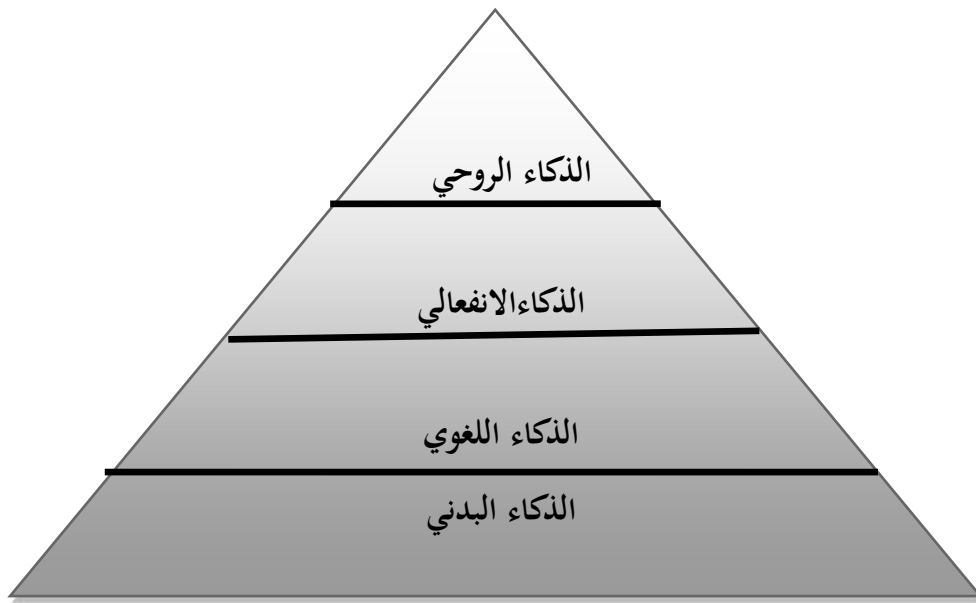 الذكاء الروحي
الذكاءالانفعالي
الذكاء اللغوي
الذكاء البدني